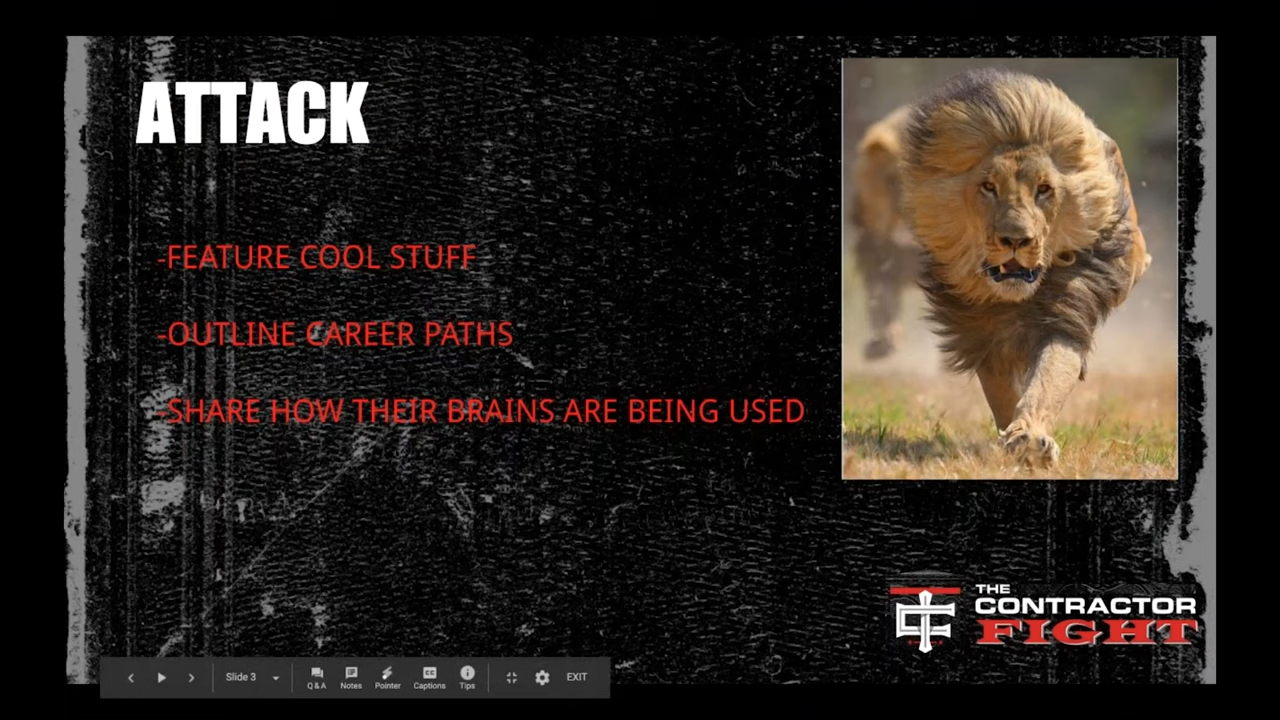 ATTACK
-FEATURE COOL STUFF
-OUTLINE CAREER PATHS
-SHARE HOW THEIR BRAINS ARE BEING USED
THE
CONTRACTOR
FIGHT
Slide 3
Q & A
Notes
Pointer
CC
Captions
Tips
EXIT